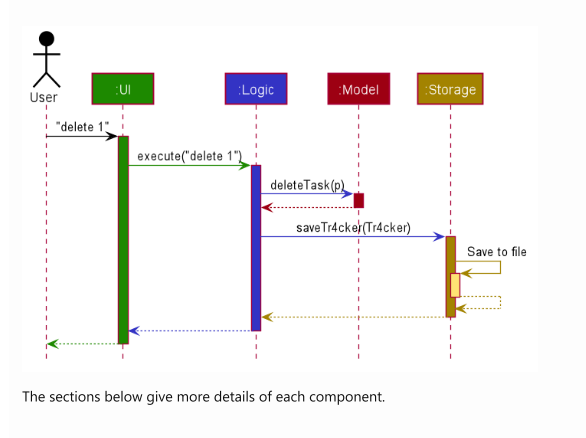 User
:UI
:Logic
:Model
:Storage
"delete 1"
execute("delete 1")
deleteTask(p)
saveTr4cker(Tr4cker)
Save to file
The sections below give more details of each component.